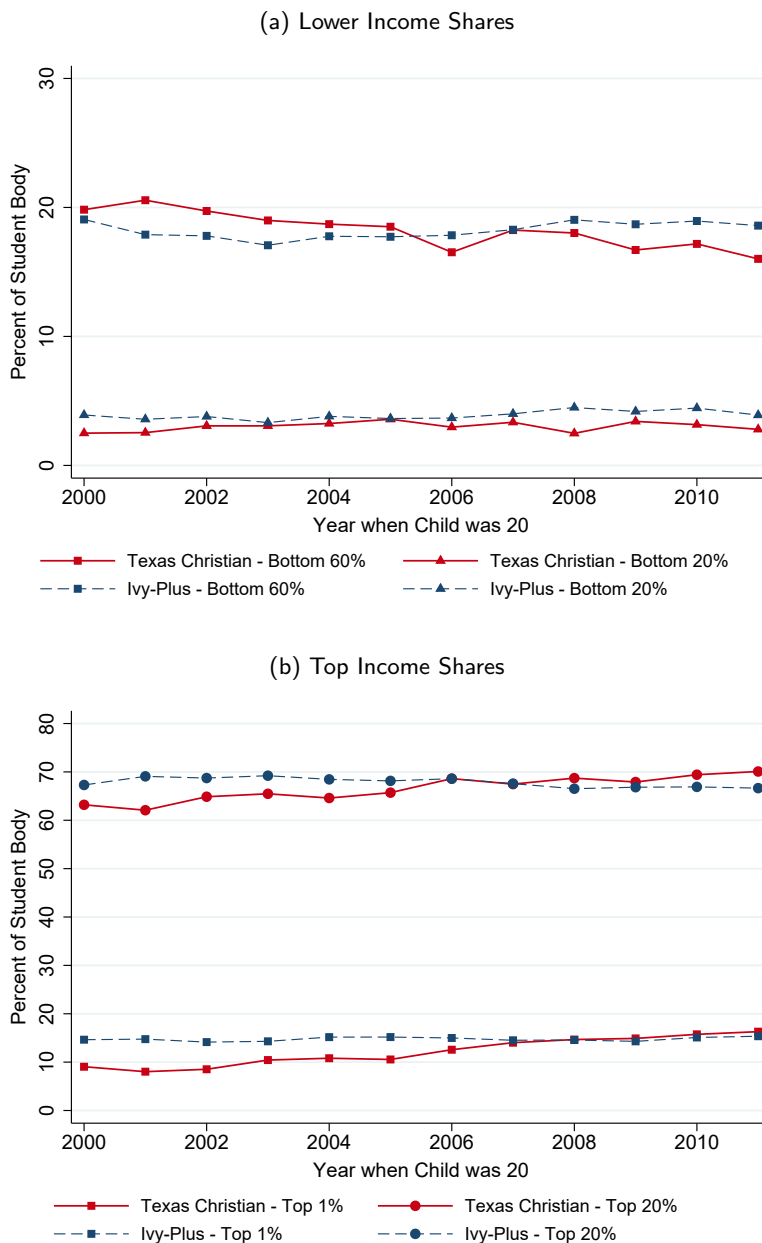 (a) Lower Income Shares
30
20
10
0
Percent of Student Body
2000 2002 2004 2006 2008 2010
Year when Child was 20
Texas Christian - Bottom 60% Texas Christian - Bottom 20%
Ivy-Plus - Bottom 60% Ivy-Plus - Bottom 20%
(b) Top Income Shares
80
70
60
50
40
30
20
10
0
Percent of Student Body
2000 2002 2004 2006 2008 2010
Year when Child was 20
Texas Christian - Top 1% Texas Christian - Top 20%
Ivy-Plus - Top 1% Ivy-Plus - Top 20%